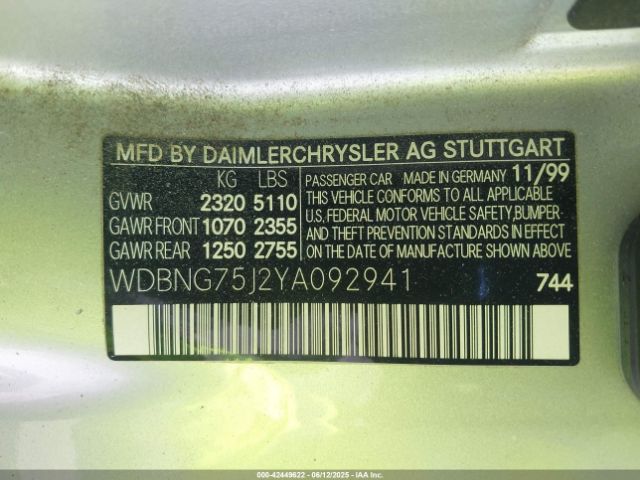 MFD BY DAIMLERCHRYSLER AG STUTTGART
KG LBS
GVWR 2320 5110
GAWR FRONT 1070 2355
GAWR REAR 1250 2755
PASSENGER CAR MADE IN GERMANY 11/99
THIS VEHICLE CONFORMS TO ALL APPLICABLE
U.S. FEDERAL MOTOR VEHICLE SAFETY,BUMPER
AND THEFT PREVENTION STANDARDS IN EFFECT
ON THE DATE OF MANUFACTURE SHOWN ABOVE.
WDBNG75J2YA092941 744
000-42449622 - 06/12/2025 - IAAI.COM